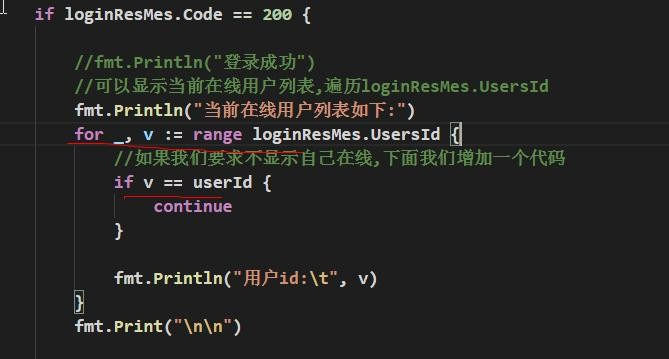 if loginResMes.Code == 200 {
//fmt.Println("登录成功")
//可以显示当前在线用户列表,遍历loginResMes.UsersId
fmt.Println("当前在线用户列表如下:")
for _, v := range loginResMes.UsersId {
//如果我们要求不显示自己在线,下面我们增加一个代码
if v == userId {
continue
}
fmt.Println("用户id:\t", v)
}
fmt.Print("\n\n")